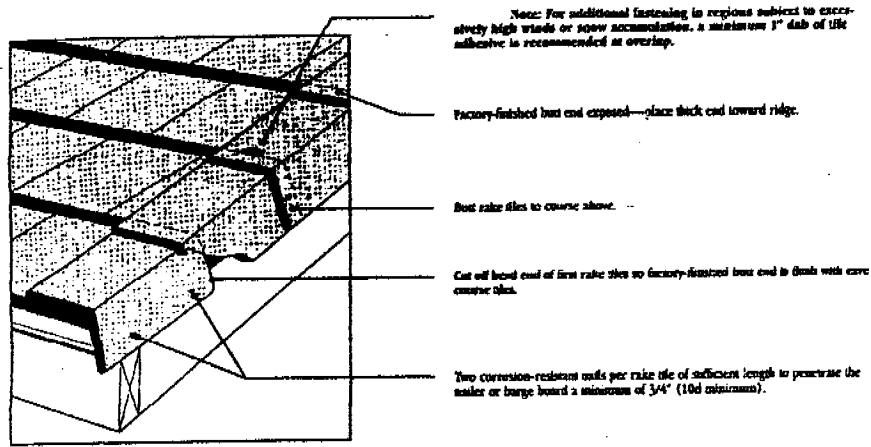 Note: For additional fastening in regions subject to exces-
sively high winds or snow accumulation, a minimum 1" dab of tile
adhesive is recommended at overlap.
Factory-finished butt end exposed—place thick end toward ridge.
Butt rake tiles to course above.
Cut off head end of first rake tiles so factory-finished butt end is flush with eave
course tiles.
Two corrosion-resistant nails per rake tile of sufficient length to penetrate the
rafter or barge board a minimum of 3/4" (10d minimum).